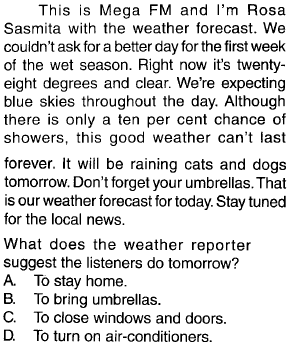 This is Mega FM and I'm Rosa
Sasmita with the weather forecast. We
couldn't ask for a better day for the first week
of the wet season. Right now it's twenty-
eight degrees and clear. We're expecting
blue skies throughout the day. Although
there is only a ten per cent chance of
showers, this good weather can't last
forever. It will be raining cats and dogs
tomorrow. Don't forget your umbrellas. That
is our weather forecast for today. Stay tuned
for the local news.
What does the weather reporter
suggest the listeners do tomorrow?
A. To stay home.
B. To bring umbrellas.
C. To close windows and doors.
D. To turn on air-conditioners.